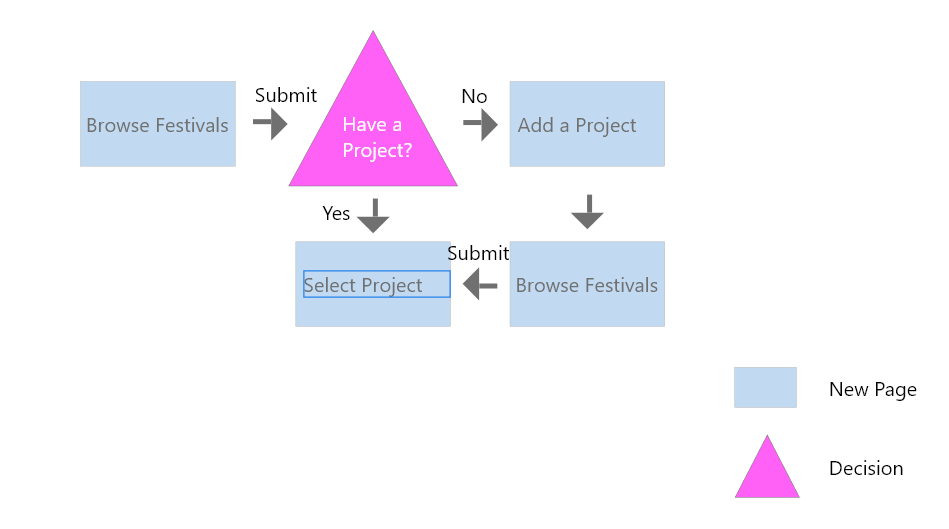 Browse Festivals
Submit
Have a
Project?
No
Add a Project
Yes
Select Project
Submit
Browse Festivals
New Page
Decision